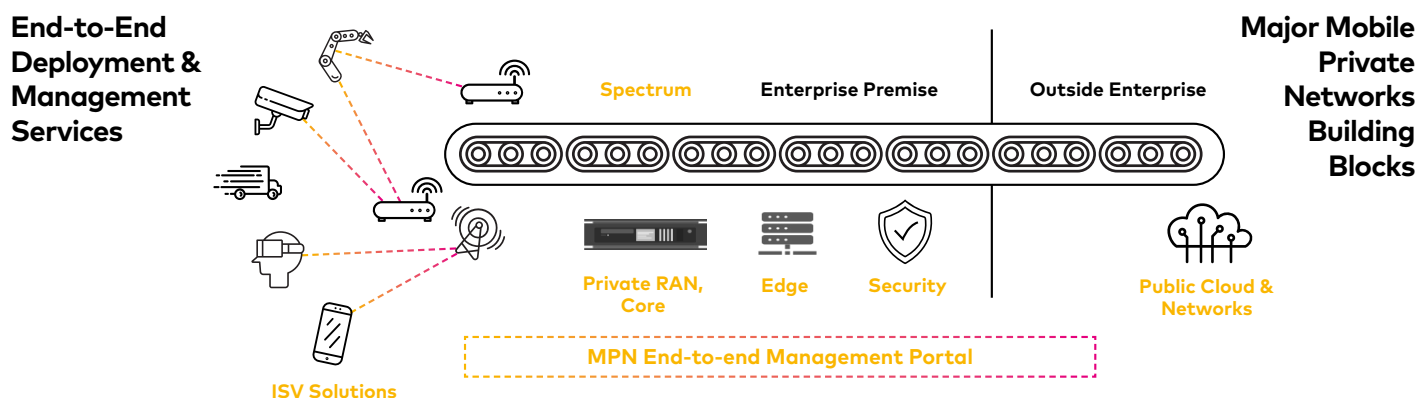 End-to-End
Deployment &
Management
Services
Major Mobile
Private
Networks
Building
Blocks
Spectrum
Enterprise Premise
Outside Enterprise
Private RAN,
Core
Edge
Security
Public Cloud &
Networks
MPN End-to-end Management Portal
ISV Solutions